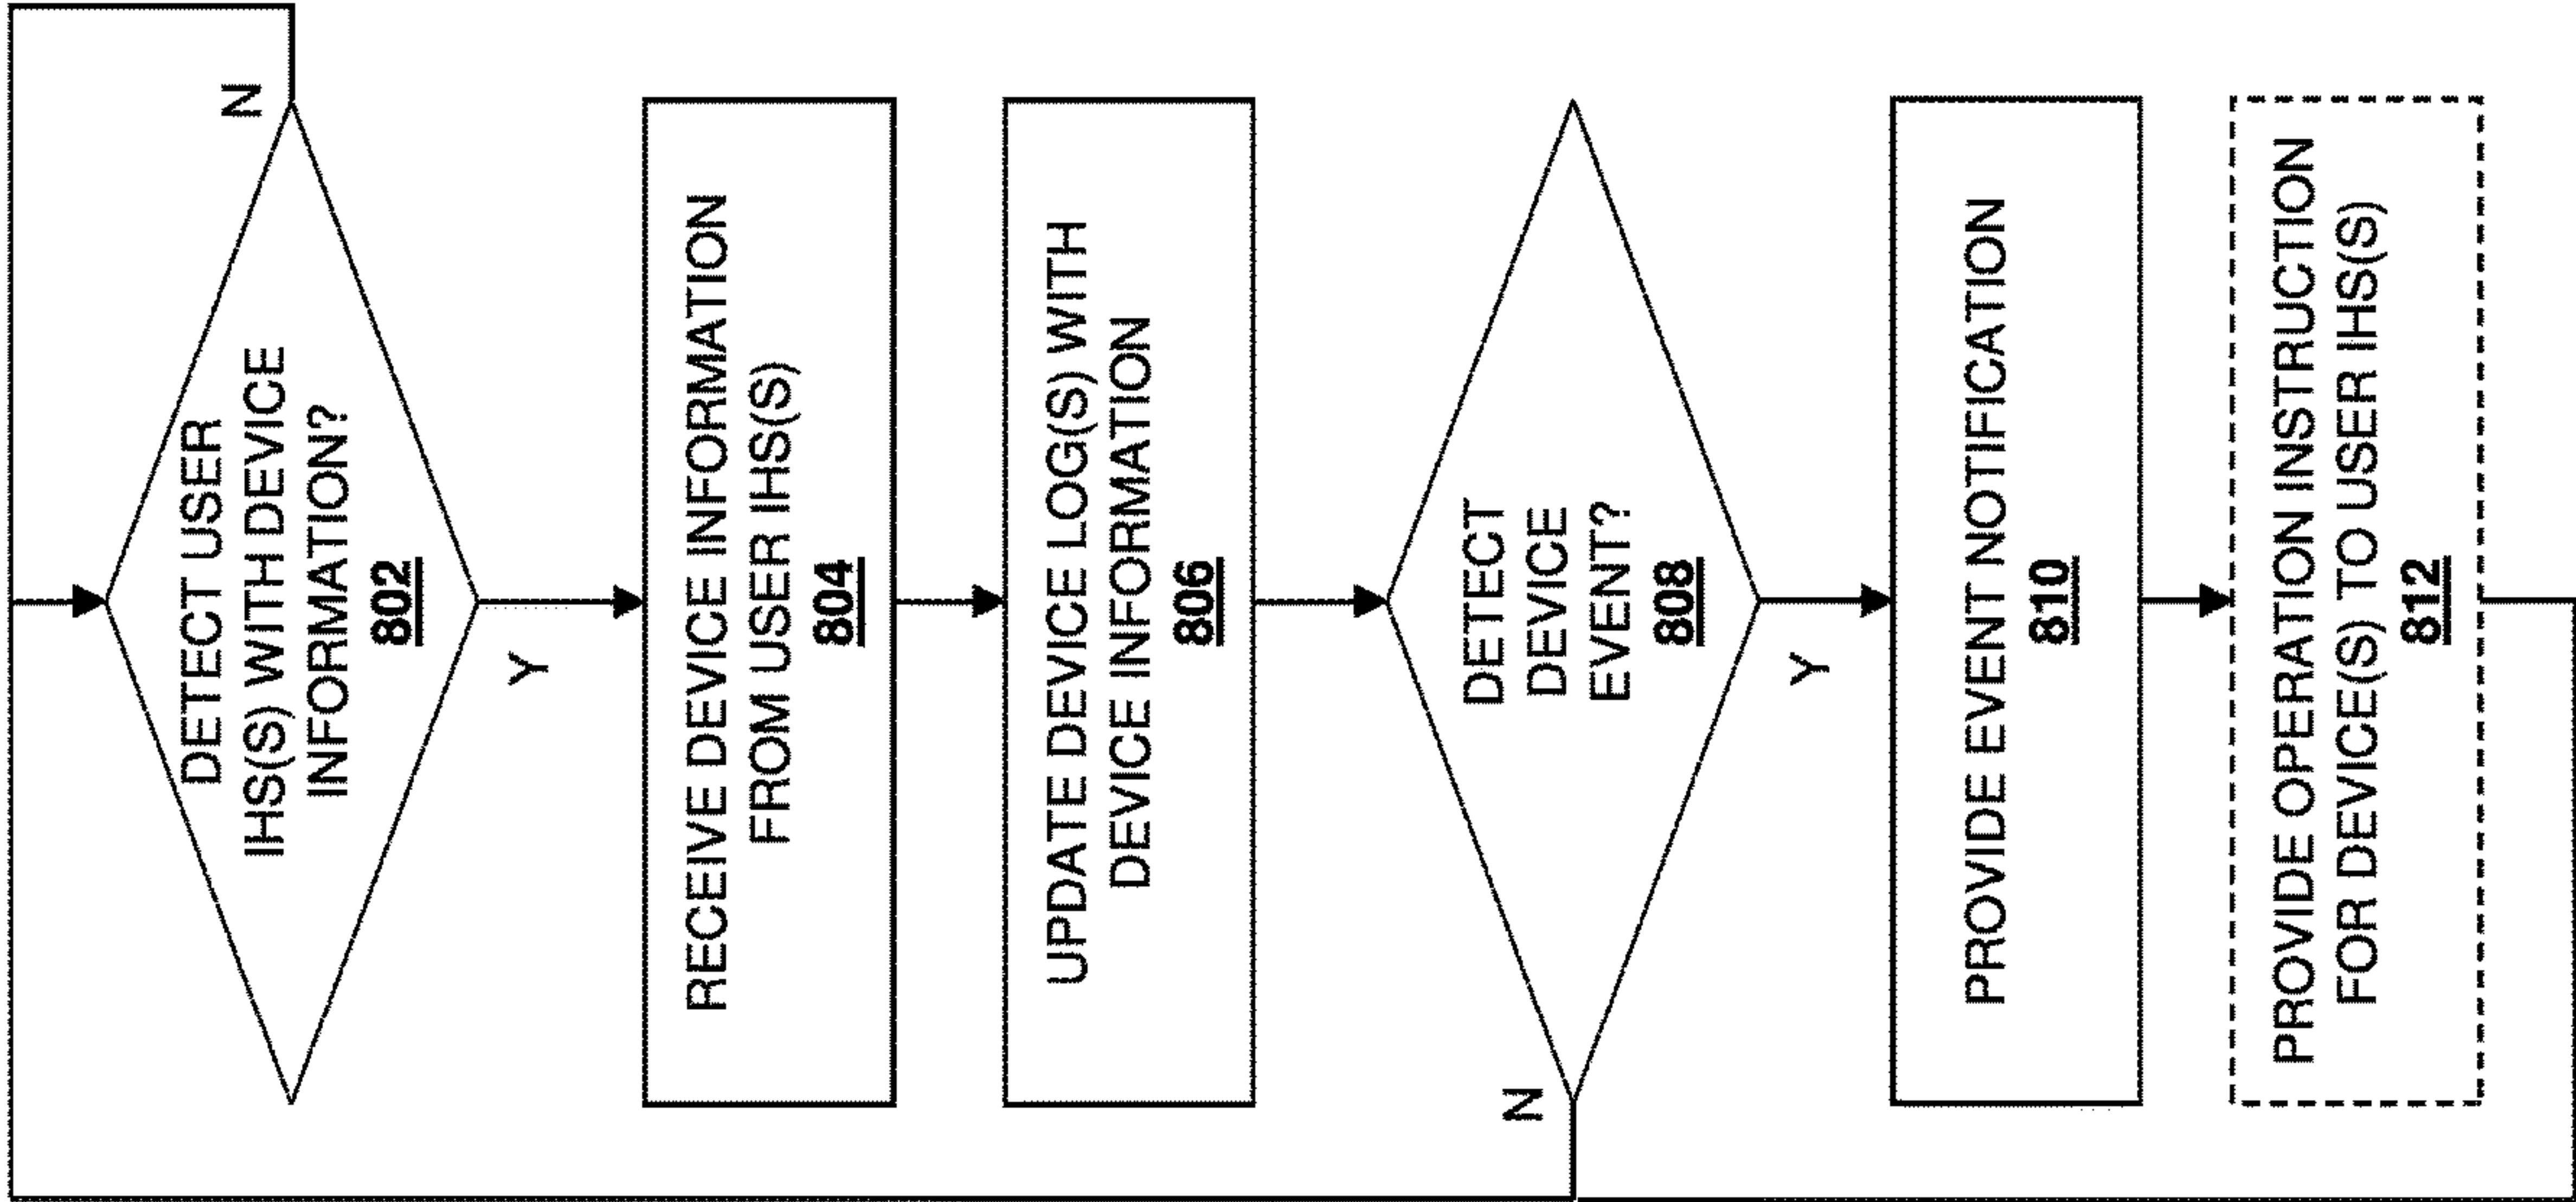 DETECT USER
IHS(S) WITH DEVICE
INFORMATION?
802
N
Y
RECEIVE DEVICE INFORMATION
FROM USER IHS(S)
804
UPDATE DEVICE LOG(S) WITH
DEVICE INFORMATION
806
DETECT
DEVICE
EVENT?
808
N
Y
PROVIDE EVENT NOTIFICATION
810
PROVIDE OPERATION INSTRUCTION
FOR DEVICE(S) TO USER IHS(S)
812